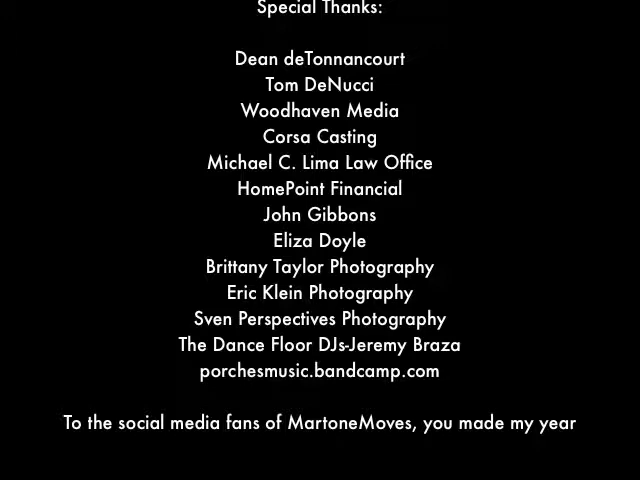 Special Thanks:
Dean deTonnancourt
Tom DeNucci
Woodhaven Media
Corsa Casting
Michael C. Lima Law Office
HomePoint Financial
John Gibbons
Eliza Doyle
Brittany Taylor Photography
Eric Klein Photography
Sven Perspectives Photography
The Dance Floor DJs-Jeremy Braza
porchesmusic.bandcamp.com
To the social media fans of MartoneMoves, you made my year